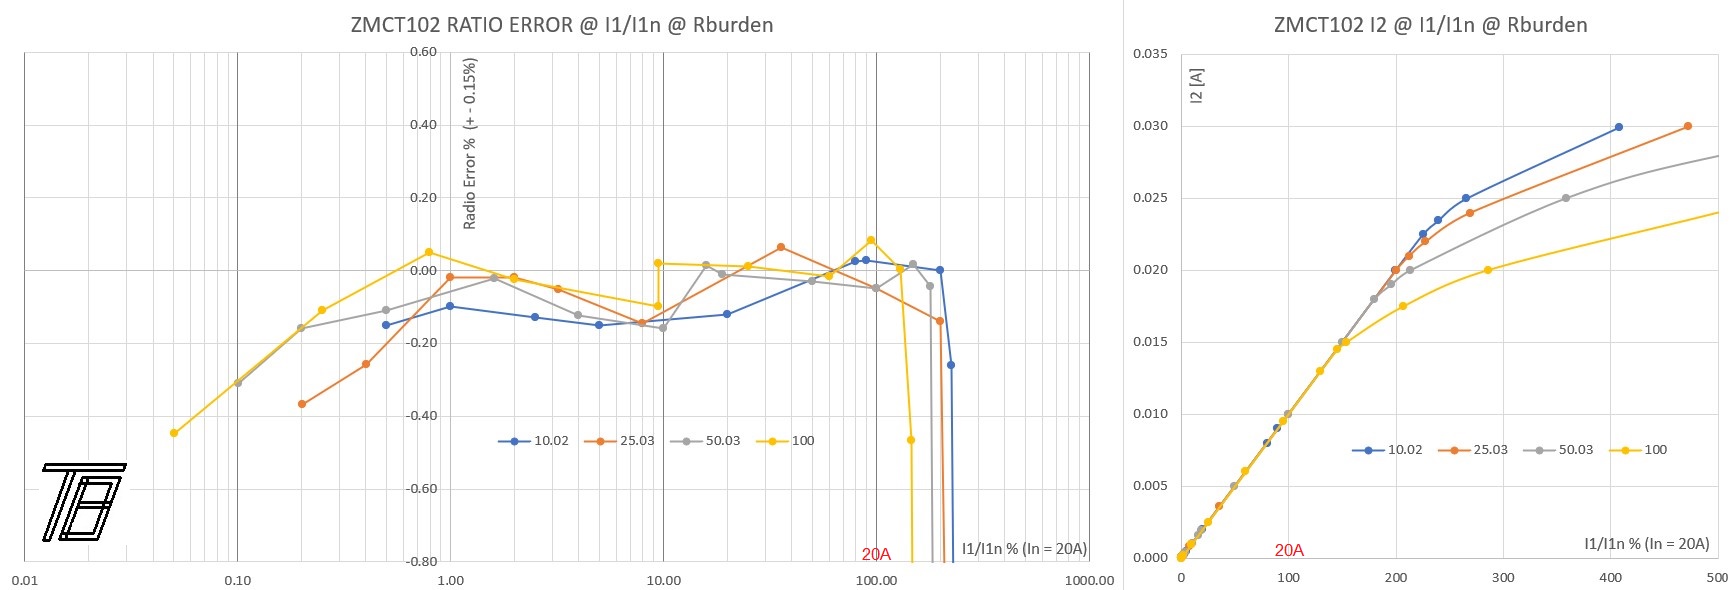 ZMCT102 RATIO ERROR @ I1/I1n @ Rburden
0.60
0.40
0.20
0.00
-0.20
-0.40
-0.60
-0.80
Radio Error % (+ - 0.15%)
10.02 25.03 50.03 100
TB
20A
I1/I1n % (In = 20A)
0.01 0.10 1.00 10.00 100.00 1000.00
ZMCT102 I2 @ I1/I1n @ Rburden
0.035
0.030
0.025
0.020
0.015
0.010
0.005
0.000
I2 [A]
10.02 25.03 50.03 100
20A
I1/I1n % (In = 20A)
0 100 200 300 400 500